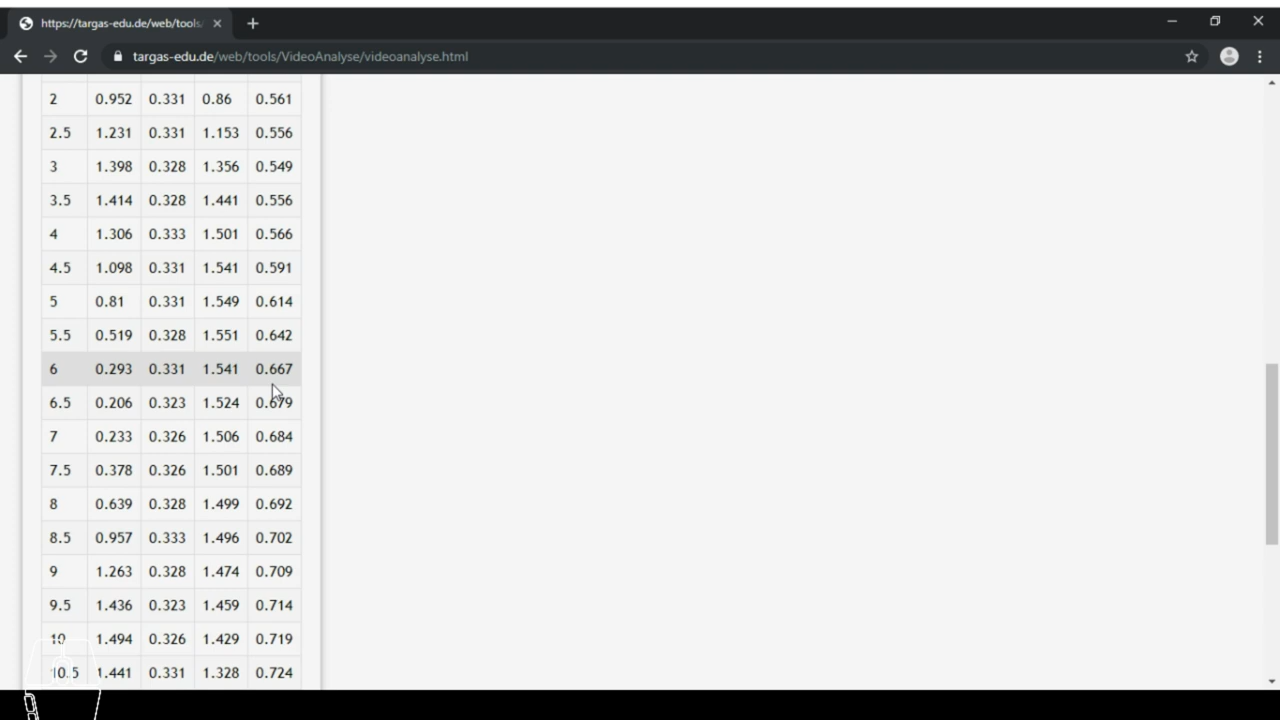 https://targas-edu.de/web/tools
targas-edu.de/web/tools/VideoAnalyse/videoanalyse.html
2 0.952 0.331 0.86 0.561
2.5 1.231 0.331 1.153 0.556
3 1.398 0.328 1.356 0.549
3.5 1.414 0.328 1.441 0.556
4 1.306 0.333 1.501 0.566
4.5 1.098 0.331 1.541 0.591
5 0.81 0.331 1.549 0.614
5.5 0.519 0.328 1.551 0.642
6 0.293 0.331 1.541 0.667
6.5 0.206 0.323 1.524 0.679
7 0.233 0.326 1.506 0.684
7.5 0.378 0.326 1.501 0.689
8 0.639 0.328 1.499 0.692
8.5 0.957 0.333 1.496 0.702
9 1.263 0.328 1.474 0.709
9.5 1.436 0.323 1.459 0.714
10 1.494 0.326 1.429 0.719
10.5 1.441 0.331 1.328 0.724